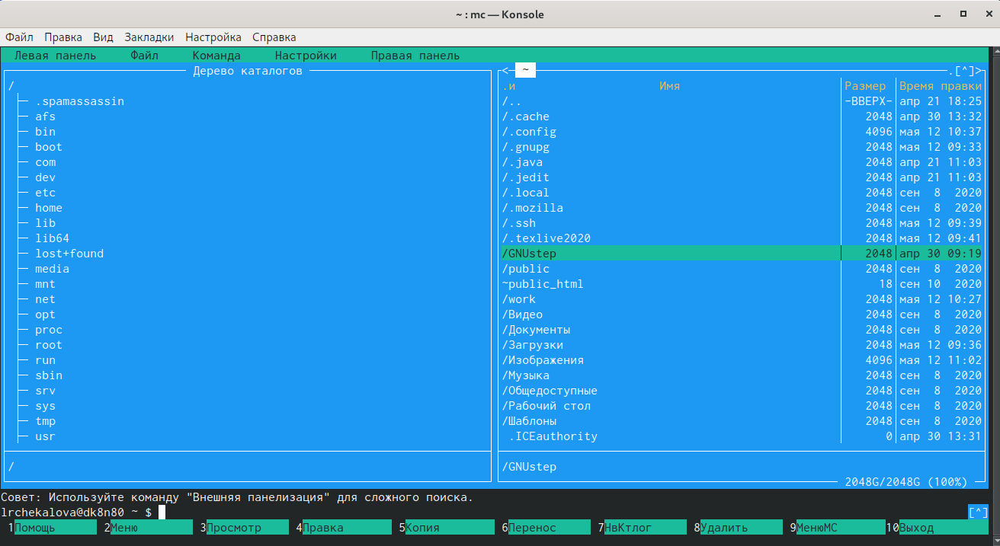 ~ : mc — Konsole
Файл Правка Вид Закладки Настройка Справка
Левая панель Файл Команда Настройки Правая панель
Дерево каталогов
/
.spamassassin
afs
bin
boot
com
dev
etc
home
lib
lib64
lost+found
media
mnt
net
opt
proc
root
run
sbin
srv
sys
tmp
usr
/
<─ ~ .[^]>
.и Имя Размер Время правки
/.. -ВВЕРХ- апр 21 18:25
/.cache 2048 апр 30 13:32
/.config 4096 мая 12 10:37
/.gnupg 2048 мая 12 09:33
/.java 2048 апр 21 11:03
/.jedit 2048 апр 21 11:03
/.local 2048 сен 8 2020
/.mozilla 2048 сен 8 2020
/.ssh 2048 мая 12 09:39
/.texlive2020 2048 мая 12 09:41
/GNUstep 2048 апр 30 09:19
/public 2048 сен 8 2020
~public_html 18 сен 10 2020
/work 2048 мая 12 10:27
/Видео 2048 сен 8 2020
/Документы 2048 сен 8 2020
/Загрузки 2048 мая 12 09:36
/Изображения 4096 мая 12 11:02
/Музыка 2048 сен 8 2020
/Общедоступные 2048 сен 8 2020
/Рабочий стол 2048 сен 8 2020
/Шаблоны 2048 сен 8 2020
.ICEauthority 0 апр 30 13:31
/GNUstep
2048G/2048G (100%)
Совет: Используйте команду "Внешняя панелизация" для сложного поиска.
lrchekalova@dk8n80 ~ $ [^]
1Помощь 2Меню 3Просмотр 4Правка 5Копия 6Перенос 7НвКтлог 8Удалить 9МенюMC 10Выход